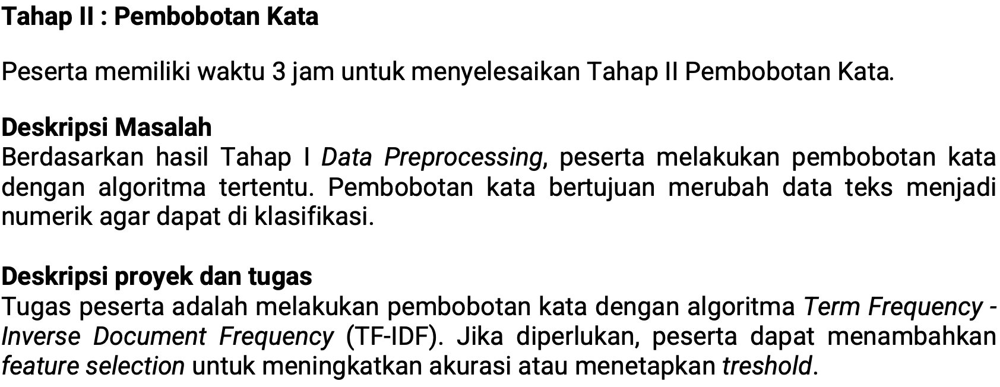 Tahap II : Pembobotan Kata
Peserta memiliki waktu 3 jam untuk menyelesaikan Tahap II Pembobotan Kata.
Deskripsi Masalah
Berdasarkan hasil Tahap I Data Preprocessing, peserta melakukan pembobotan kata
dengan algoritma tertentu. Pembobotan kata bertujuan merubah data teks menjadi
numerik agar dapat di klasifikasi.
Deskripsi proyek dan tugas
Tugas peserta adalah melakukan pembobotan kata dengan algoritma Term Frequency -
Inverse Document Frequency (TF-IDF). Jika diperlukan, peserta dapat menambahkan
feature selection untuk meningkatkan akurasi atau menetapkan treshold.